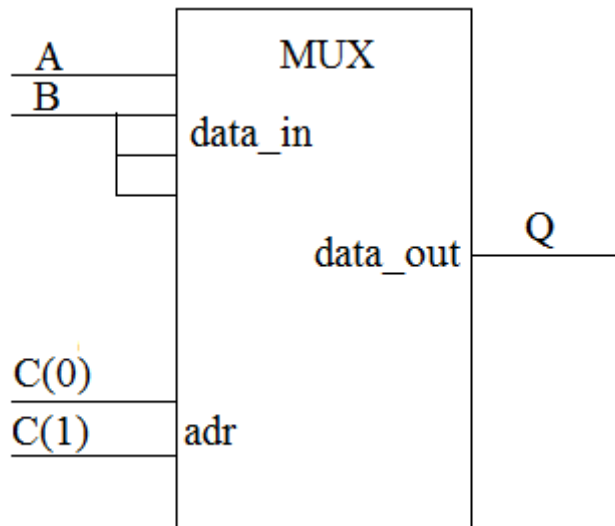 A
MUX
B
data_in
data_out
Q
C(0)
C(1)
adr